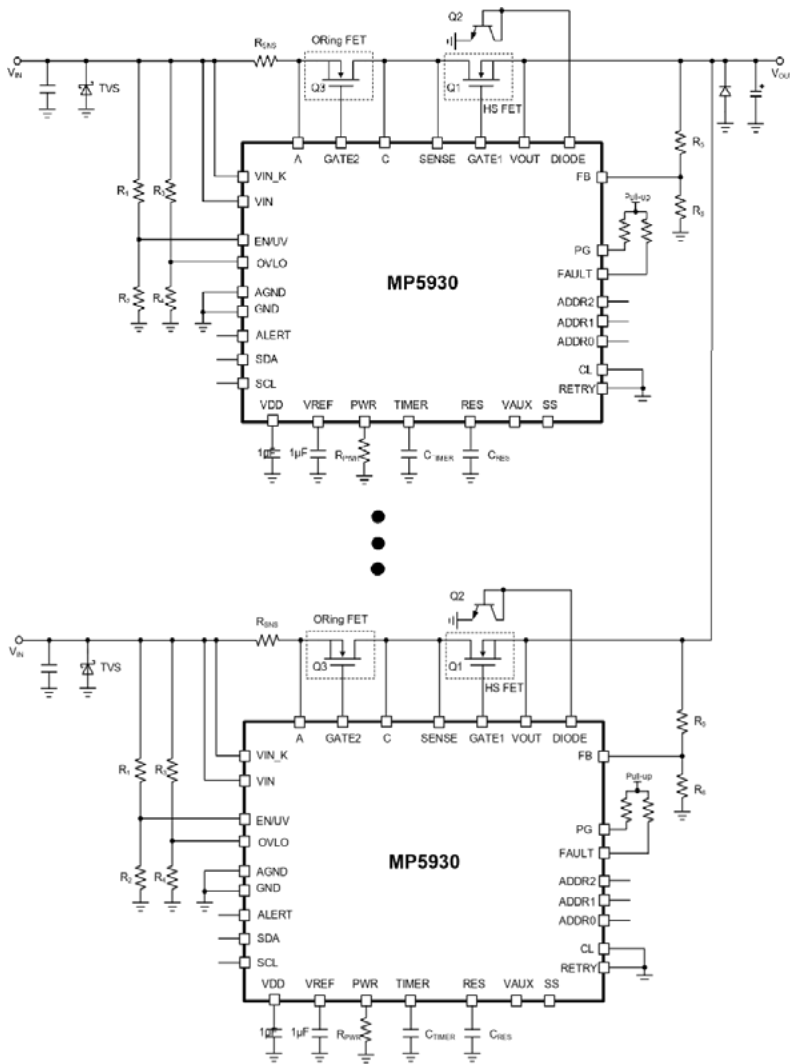 Q2
RSNS
ORing FET
VIN
TVS
Q3
Q1
HS FET
VOUT
A GATE2 C SENSE GATE1 VOUT DIODE
R1
R3
VIN_K
VIN
EN/UV
OVLO
R2
R4
AGND
GND
ALERT
SDA
SCL
MP5930
FB
R5
R6
Pull-up
PG
FAULT
ADDR2
ADDR1
ADDR0
CL
RETRY
VDD VREF PWR TIMER RES VAUX SS
1µF 1µF RPWR CTIMER CRES
Q2
RSNS
ORing FET
VIN
TVS
Q3
Q1
HS FET
A GATE2 C SENSE GATE1 VOUT DIODE
R1
R3
VIN_K
VIN
EN/UV
OVLO
R2
R4
AGND
GND
ALERT
SDA
SCL
MP5930
FB
R5
R6
Pull-up
PG
FAULT
ADDR2
ADDR1
ADDR0
CL
RETRY
VDD VREF PWR TIMER RES VAUX SS
1µF 1µF RPWR CTIMER CRES